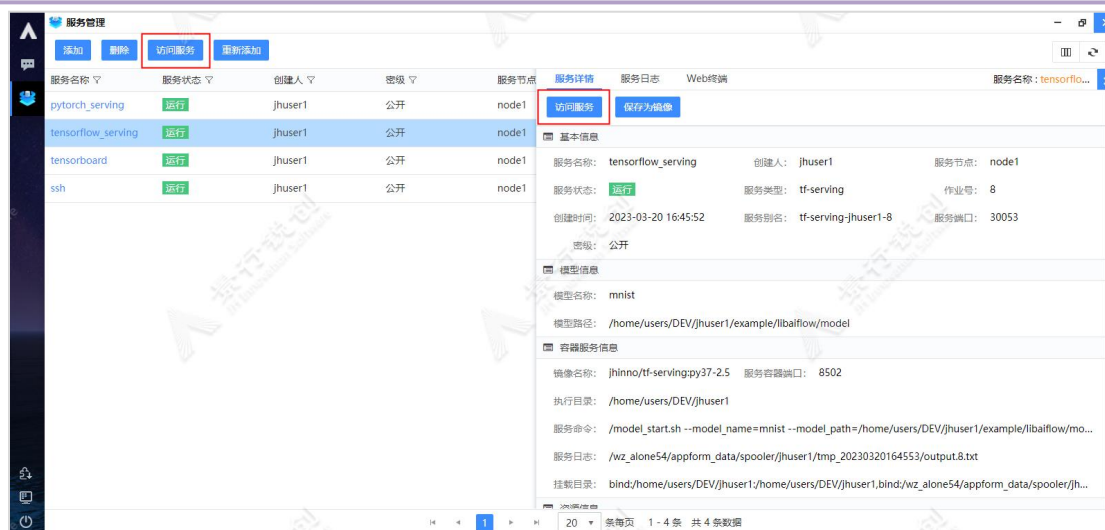 服务管理
添加 删除 访问服务 重新添加
服务名称 服务状态 创建人 密级 服务节点
pytorch_serving 运行 jhuser1 公开 node1
tensorflow_serving 运行 jhuser1 公开 node1
tensorboard 运行 jhuser1 公开 node1
ssh 运行 jhuser1 公开 node1
服务详情 服务日志 Web终端 服务名称：tensorflo...
访问服务 保存为镜像
基本信息
服务名称： tensorflow_serving 创建人： jhuser1 服务节点： node1
服务状态： 运行 服务类型： tf-serving 作业号： 8
创建时间： 2023-03-20 16:45:52 服务别名： tf-serving-jhuser1-8 服务端口： 30053
密级： 公开
模型信息
模型名称： mnist
模型路径： /home/users/DEV/jhuser1/example/libaiflow/model
容器服务信息
镜像名称： jhinno/tf-serving:py37-2.5 服务容器端口： 8502
执行目录： /home/users/DEV/jhuser1
服务命令： /model_start.sh --model_name=mnist --model_path=/home/users/DEV/jhuser1/example/libaiflow/mo...
服务日志： /wz_alone54/appform_data/spooler/jhuser1/tmp_20230320164553/output.8.txt
挂载目录： bind:/home/users/DEV/jhuser1:/home/users/DEV/jhuser1,bind:/wz_alone54/appform_data/spooler/jh...
资源信息
1 20 条每页 1 - 4 条 共 4 条数据